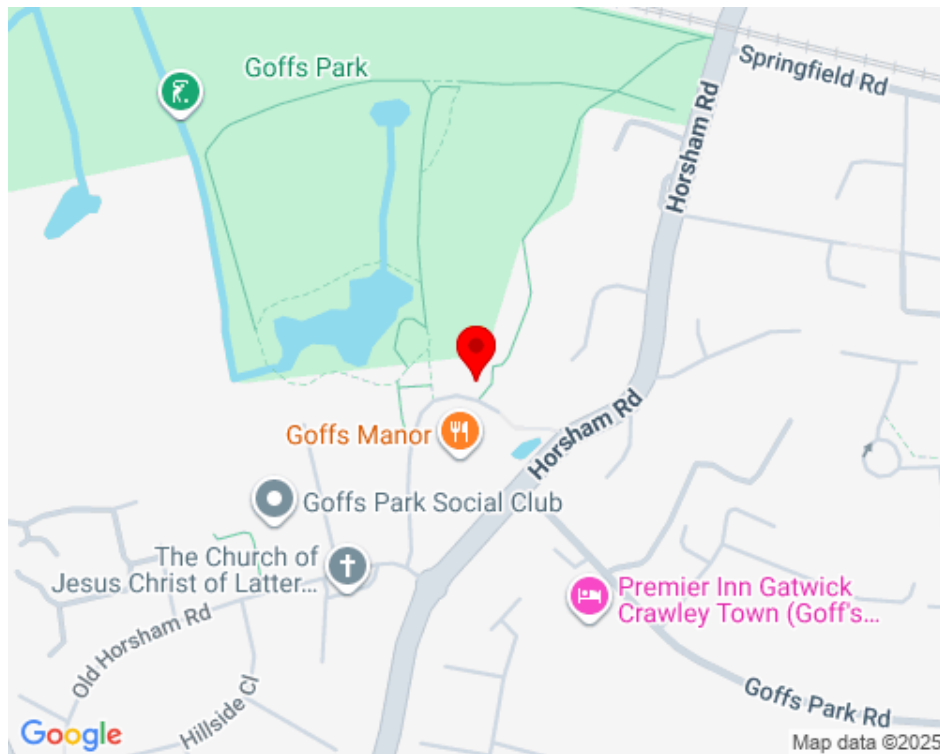 Goffs Park
Springfield Rd
Horsham Rd
Horsham Rd
Goffs Manor
Goffs Park Social Club
The Church of
Jesus Christ of Latter...
Premier Inn Gatwick
Crawley Town (Goff's...
Old Horsham Rd
Hillside Cl
Goffs Park Rd
Google
Map data ©2025